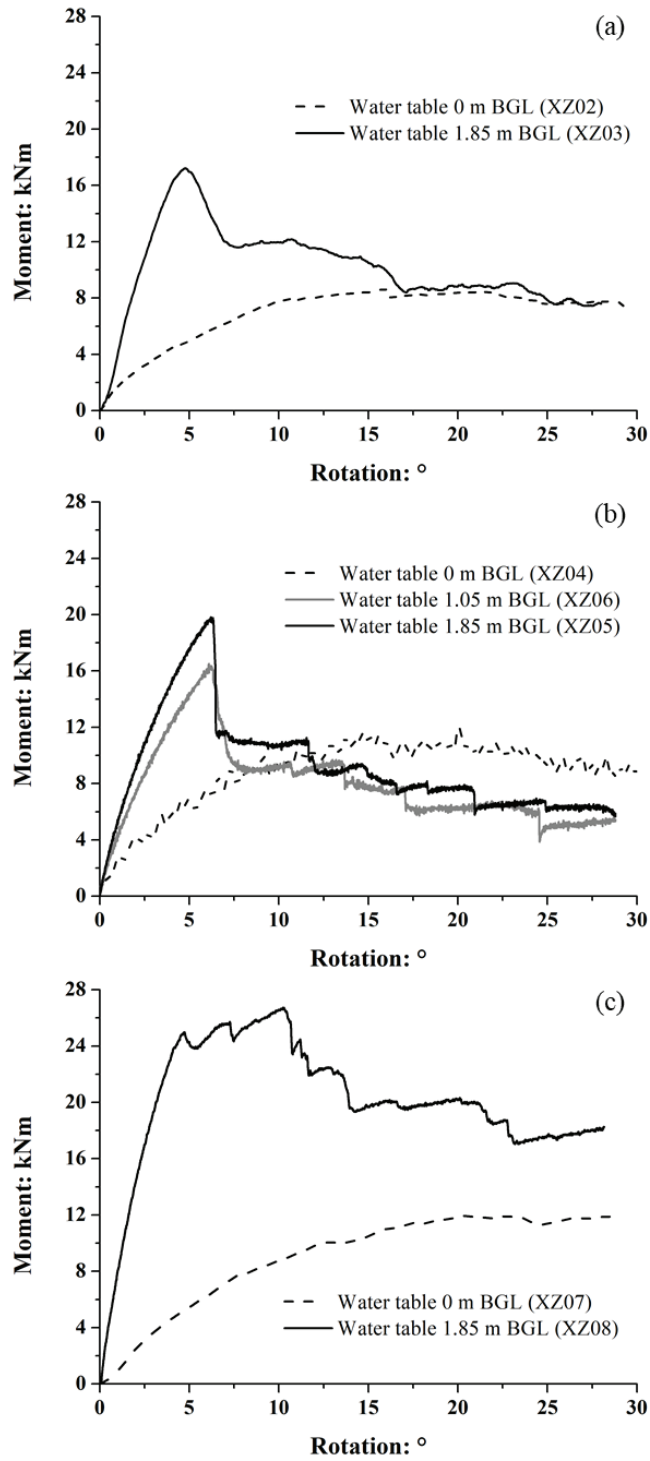 (a)
28
24
20
16
12
8
4
0
Moment: kNm
Water table 0 m BGL (XZ02)
Water table 1.85 m BGL (XZ03)
0 5 10 15 20 25 30
Rotation: °
(b)
28
24
20
16
12
8
4
0
Moment: kNm
Water table 0 m BGL (XZ04)
Water table 1.05 m BGL (XZ06)
Water table 1.85 m BGL (XZ05)
0 5 10 15 20 25 30
Rotation: °
(c)
28
24
20
16
12
8
4
0
Moment: kNm
Water table 0 m BGL (XZ07)
Water table 1.85 m BGL (XZ08)
0 5 10 15 20 25 30
Rotation: °